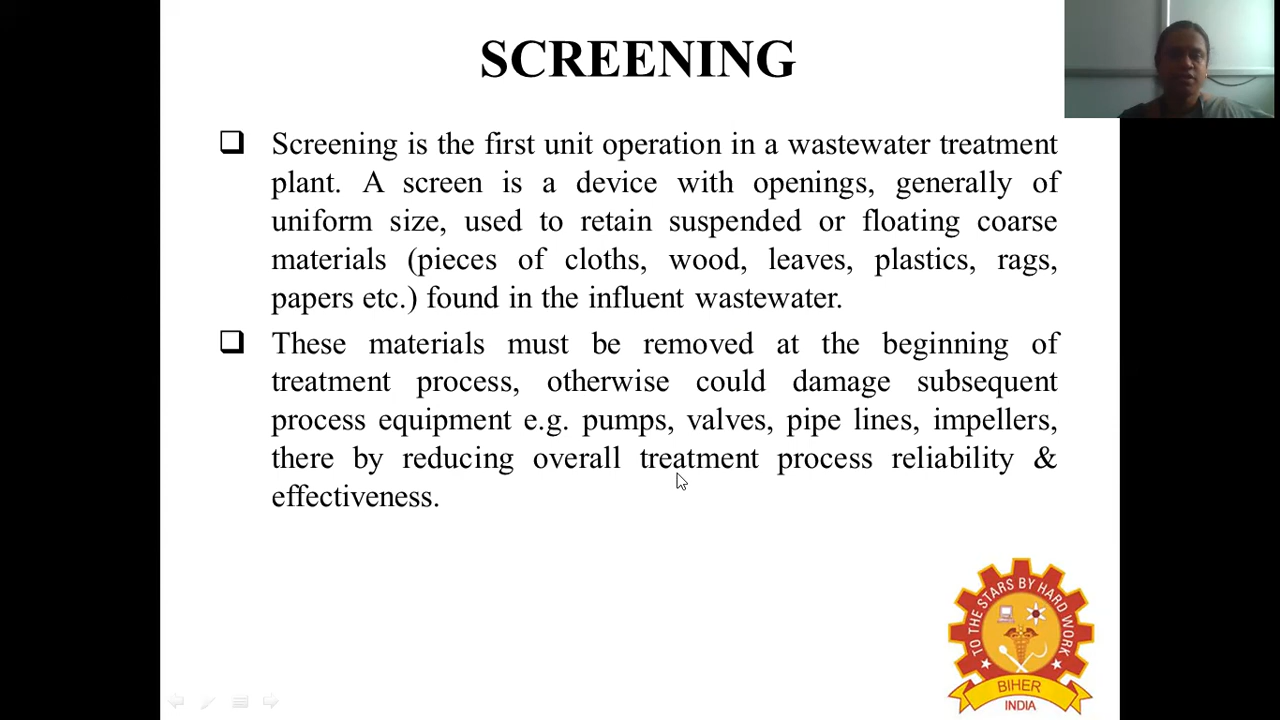 SCREENING
Screening is the first unit operation in a wastewater treatment
plant. A screen is a device with openings, generally of
uniform size, used to retain suspended or floating coarse
materials (pieces of cloths, wood, leaves, plastics, rags,
papers etc.) found in the influent wastewater.
These materials must be removed at the beginning of
treatment process, otherwise could damage subsequent
process equipment e.g. pumps, valves, pipe lines, impellers,
there by reducing overall treatment process reliability &
effectiveness.
TO THE STARS BY HARD WORK
BIHER
INDIA